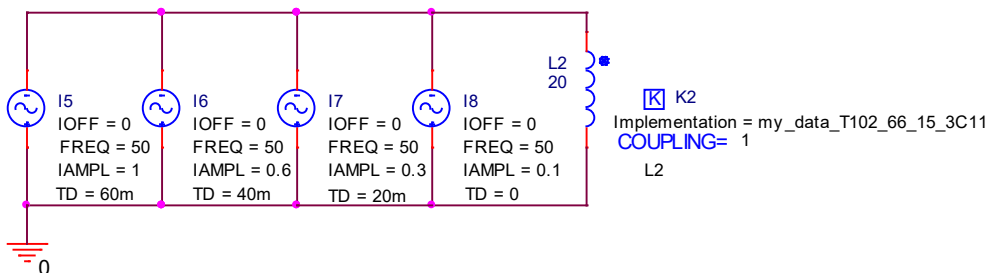 I5
IOFF = 0
FREQ = 50
IAMPL = 1
TD = 60m
I6
IOFF = 0
FREQ = 50
IAMPL = 0.6
TD = 40m
I7
IOFF = 0
FREQ = 50
IAMPL = 0.3
TD = 20m
I8
IOFF = 0
FREQ = 50
IAMPL = 0.1
TD = 0
L2
20
K K2
Implementation = my_data_T102_66_15_3C11
COUPLING= 1
L2
0